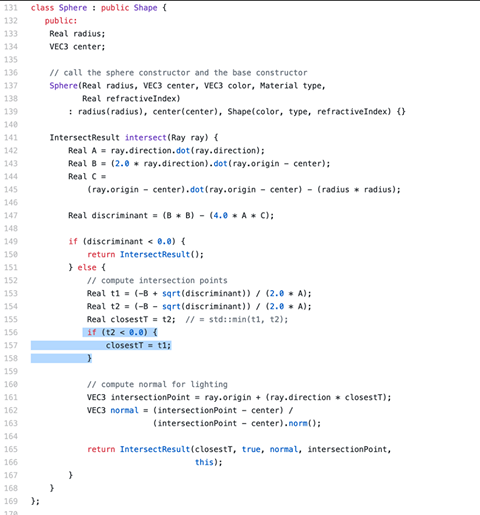 131 class Sphere : public Shape {
132    public:
133     Real radius;
134     VEC3 center;
135
136     // call the sphere constructor and the base constructor
137     Sphere(Real radius, VEC3 center, VEC3 color, Material type,
138            Real refractiveIndex)
139         : radius(radius), center(center), Shape(color, type, refractiveIndex) {}
140
141     IntersectResult intersect(Ray ray) {
142         Real A = ray.direction.dot(ray.direction);
143         Real B = (2.0 * ray.direction).dot(ray.origin - center);
144         Real C =
145             (ray.origin - center).dot(ray.origin - center) - (radius * radius);
146
147         Real discriminant = (B * B) - (4.0 * A * C);
148
149         if (discriminant < 0.0) {
150             return IntersectResult();
151         } else {
152             // compute intersection points
153             Real t1 = (-B + sqrt(discriminant)) / (2.0 * A);
154             Real t2 = (-B - sqrt(discriminant)) / (2.0 * A);
155             Real closestT = t2;  // = std::min(t1, t2);
156             if (t2 < 0.0) {
157                 closestT = t1;
158             }
159
160             // compute normal for lighting
161             VEC3 intersectionPoint = ray.origin + (ray.direction * closestT);
162             VEC3 normal = (intersectionPoint - center) /
163                           (intersectionPoint - center).norm();
164
165             return IntersectResult(closestT, true, normal, intersectionPoint,
166                                    this);
167         }
168     }
169 };
170